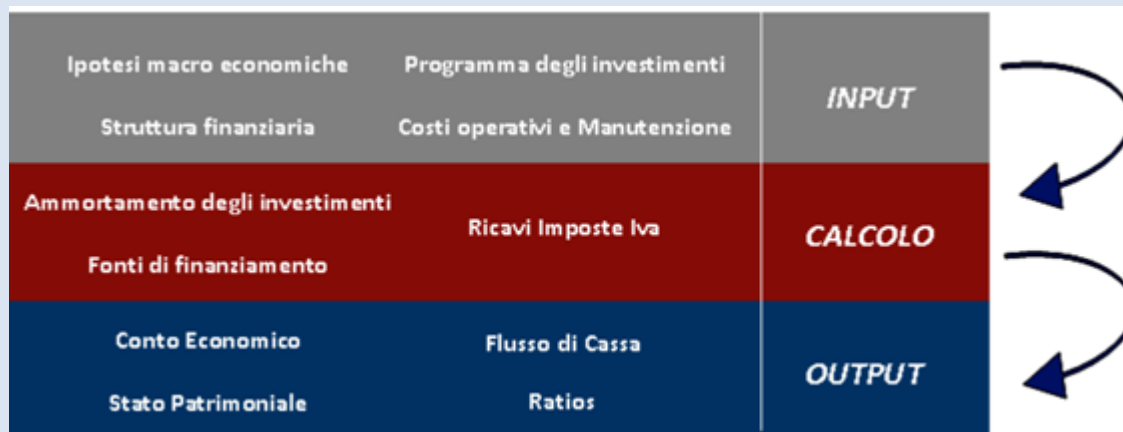 Ipotesi macro economiche
Programma degli investimenti
Struttura finanziaria
Costi operativi e Manutenzione
INPUT
Ammortamento degli investimenti
Ricavi Imposte Iva
Fonti di finanziamento
CALCOLO
Conto Economico
Flusso di Cassa
Stato Patrimoniale
Ratios
OUTPUT